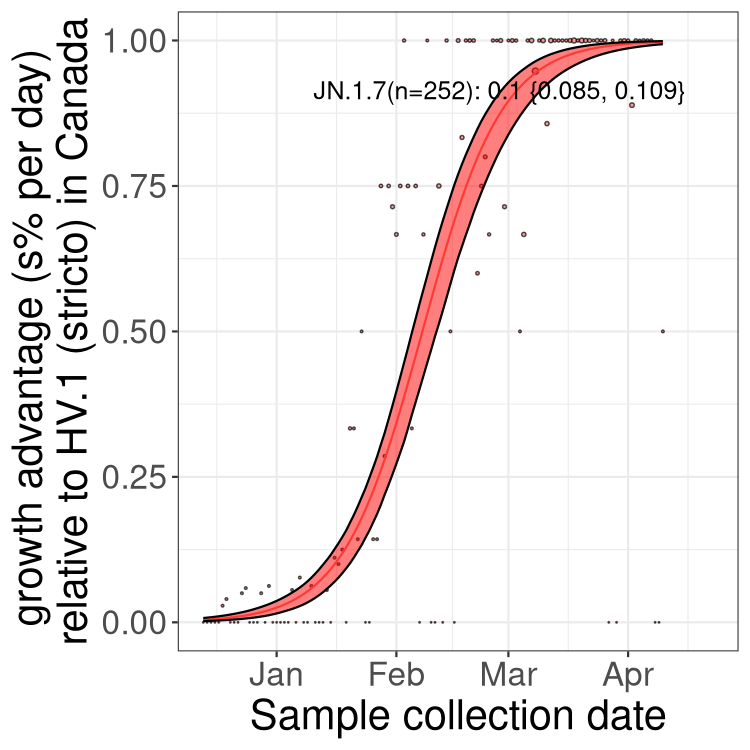 growth advantage (s% per day)
relative to HV.1 (stricto) in Canada
1.00
0.75
0.50
0.25
0.00
JN.1.7(n=252): 0.1 {0.085, 0.109}
Jan Feb Mar Apr
Sample collection date